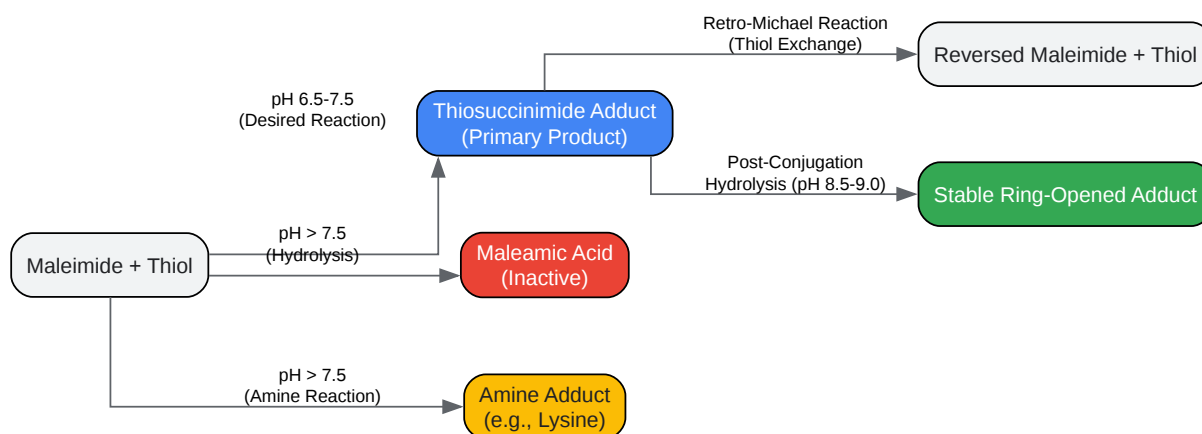 Retro-Michael Reaction
(Thiol Exchange)
Reversed Maleimide + Thiol
pH 6.5-7.5
(Desired Reaction)
Thiosuccinimide Adduct
(Primary Product)
Post-Conjugation
Hydrolysis (pH 8.5-9.0)
Stable Ring-Opened Adduct
Maleimide + Thiol
pH > 7.5
(Hydrolysis)
Maleamic Acid
(Inactive)
pH > 7.5
(Amine Reaction)
Amine Adduct
(e.g., Lysine)